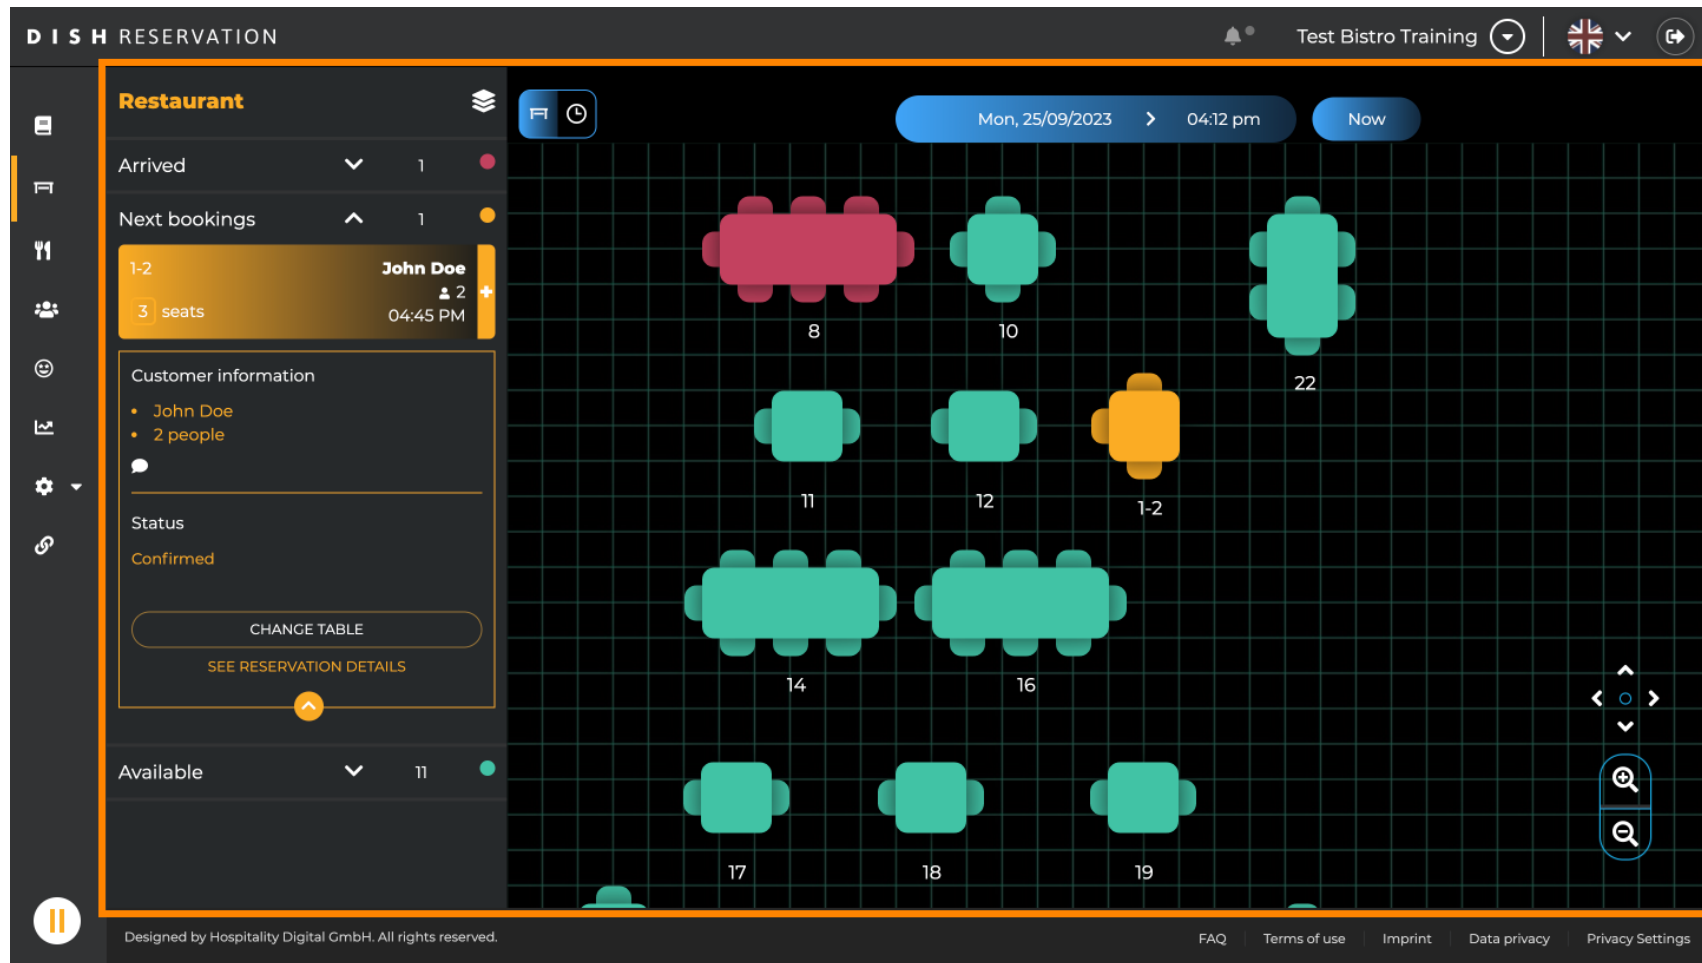 DISH RESERVATION
Test Bistro Training
Restaurant
Mon, 25/09/2023
04:12 pm
Now
Arrived 1
Next bookings 1
1-2 John Doe
2
3 seats 04:45 PM
Customer information
• John Doe
• 2 people
Status
Confirmed
CHANGE TABLE
SEE RESERVATION DETAILS
Available 11
8
10
22
11
12
1-2
14
16
17
18
19
Designed by Hospitality Digital GmbH. All rights reserved.
FAQ
Terms of use
Imprint
Data privacy
Privacy Settings